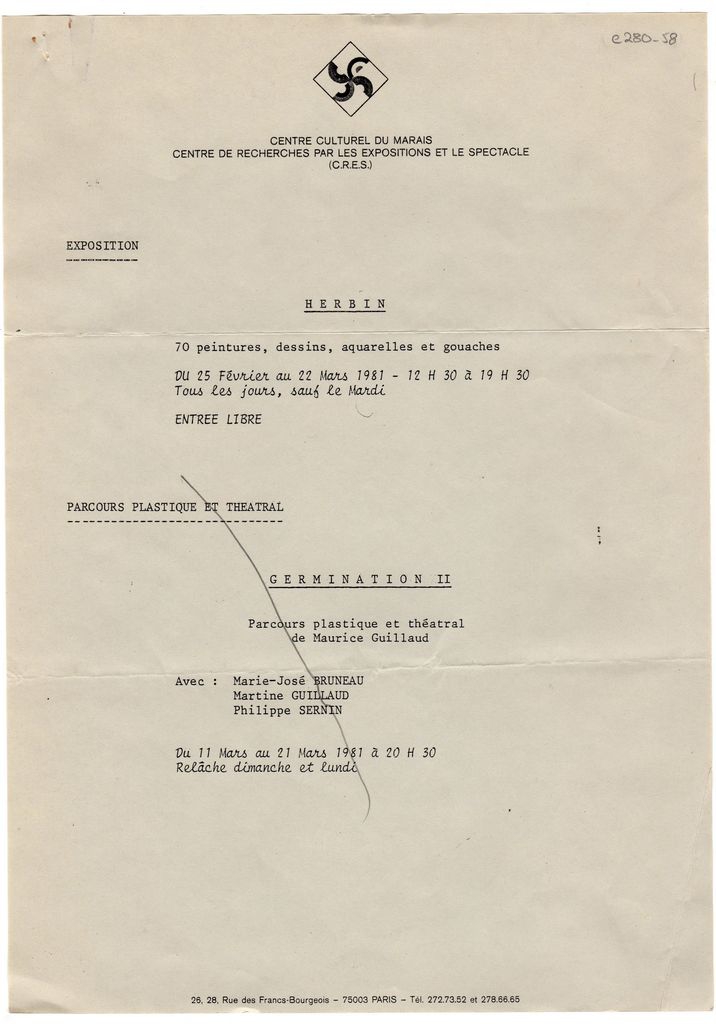 e280-58
CENTRE CULTUREL DU MARAIS
CENTRE DE RECHERCHES PAR LES EXPOSITIONS ET LE SPECTACLE
(C.R.E.S.)
EXPOSITION
H E R B I N
70 peintures, dessins, aquarelles et gouaches
DU 25 Février au 22 Mars 1981 - 12 H 30 à 19 H 30
Tous les jours, sauf le Mardi
ENTREE LIBRE
PARCOURS PLASTIQUE ET THEATRAL
G E R M I N A T I O N II
Parcours plastique et théatral
de Maurice Guillaud
Avec : Marie-José BRUNEAU
Martine GUILLAUD
Philippe SERNIN
Du 11 Mars au 21 Mars 1981 à 20 H 30
Relâche dimanche et lundi
26, 28, Rue des Francs-Bourgeois – 75003 PARIS – Tél. 272.73.52 et 278.66.65